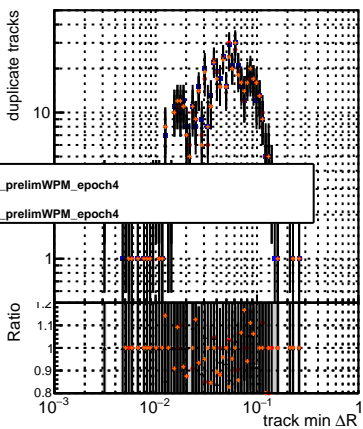 duplicate tracks
10
_prelimWPM_epoch4
_prelimWPM_epoch4
1
Ratio
1.2
1.1
1
0.9
0.8
10⁻³
10⁻²
10⁻¹
1
track min ΔR